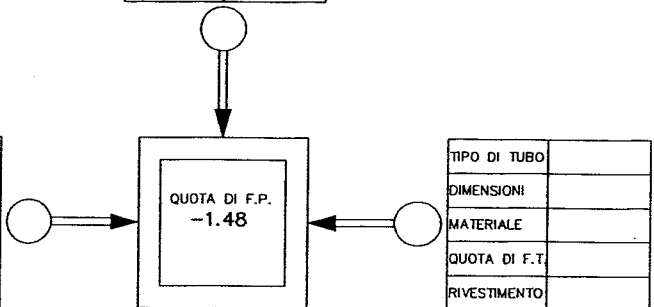 QUOTA DI F.P.
-1.48
TIPO DI TUBO
DIMENSIONI
MATERIALE
QUOTA DI F.T.
RIVESTIMENTO